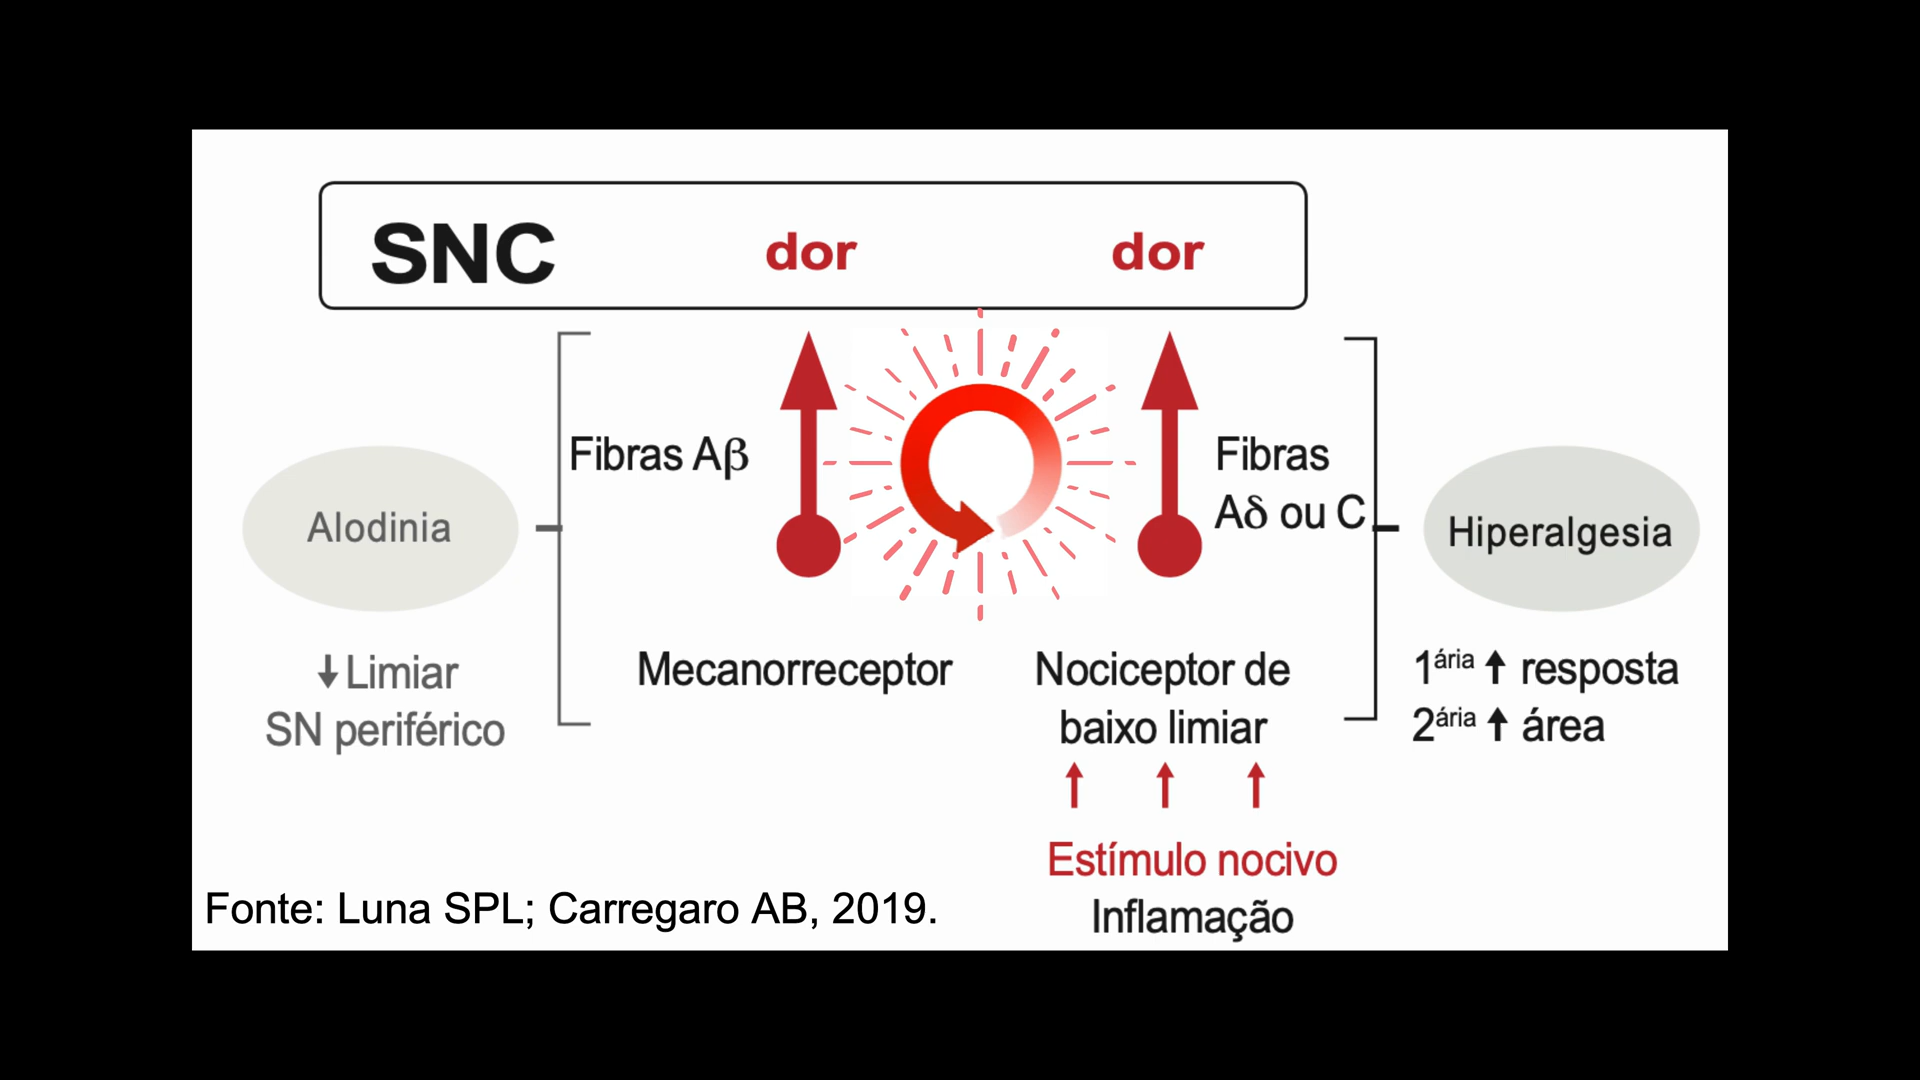 SNC dor dor
Fibras Aβ
Fibras
Aδ ou C
Alodinia
Hiperalgesia
↓ Limiar
SN periférico
Mecanorreceptor
Nociceptor de
baixo limiar
1ária ↑ resposta
2ária ↑ área
Estímulo nocivo
Inflamação
Fonte: Luna SPL; Carregaro AB, 2019.